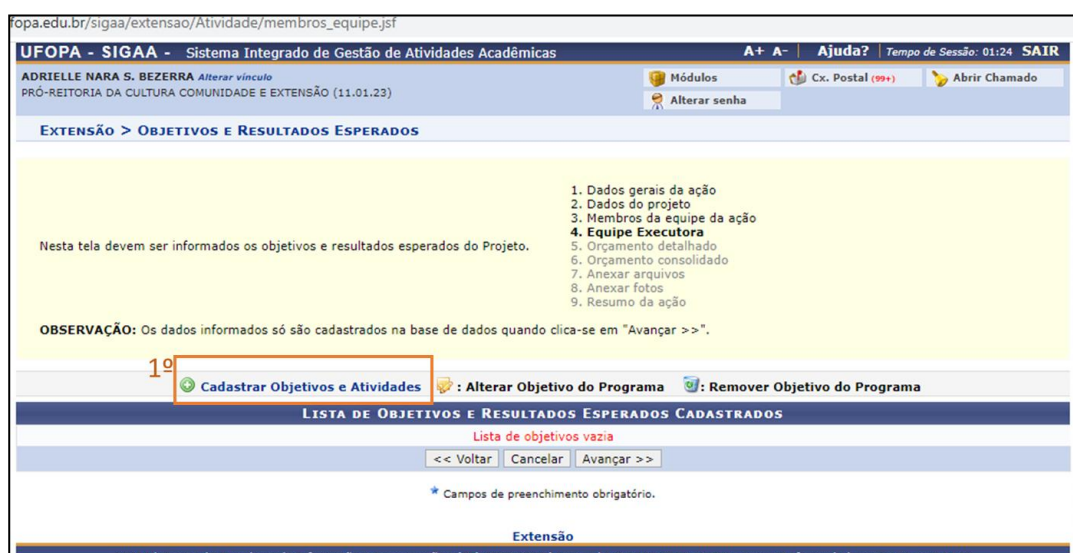 fopa.edu.br/sigaa/extensao/Atividade/membros_equipe.jsf
UFOPA - SIGAA - Sistema Integrado de Gestão de Atividades Acadêmicas A+ A- | Ajuda? | Tempo de Sessão: 01:24 SAIR
ADRIELLE NARA S. BEZERRA Alterar vínculo
PRÓ-REITORIA DA CULTURA COMUNIDADE E EXTENSÃO (11.01.23)
Módulos Cx. Postal (99+) Abrir Chamado
Alterar senha
EXTENSÃO > OBJETIVOS E RESULTADOS ESPERADOS
Nesta tela devem ser informados os objetivos e resultados esperados do Projeto.
1. Dados gerais da ação
2. Dados do projeto
3. Membros da equipe da ação
4. Equipe Executora
5. Orçamento detalhado
6. Orçamento consolidado
7. Anexar arquivos
8. Anexar fotos
9. Resumo da ação
OBSERVAÇÃO: Os dados informados só são cadastrados na base de dados quando clica-se em "Avançar >>".
1º
Cadastrar Objetivos e Atividades : Alterar Objetivo do Programa : Remover Objetivo do Programa
LISTA DE OBJETIVOS E RESULTADOS ESPERADOS CADASTRADOS
Lista de objetivos vazia
<< Voltar Cancelar Avançar >>
* Campos de preenchimento obrigatório.
Extensão